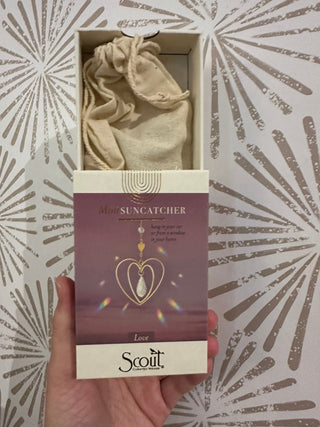 Mini SUNCATCHER
hang in your car
or from a window
in your home
Love
Scout
CURATED WEARS